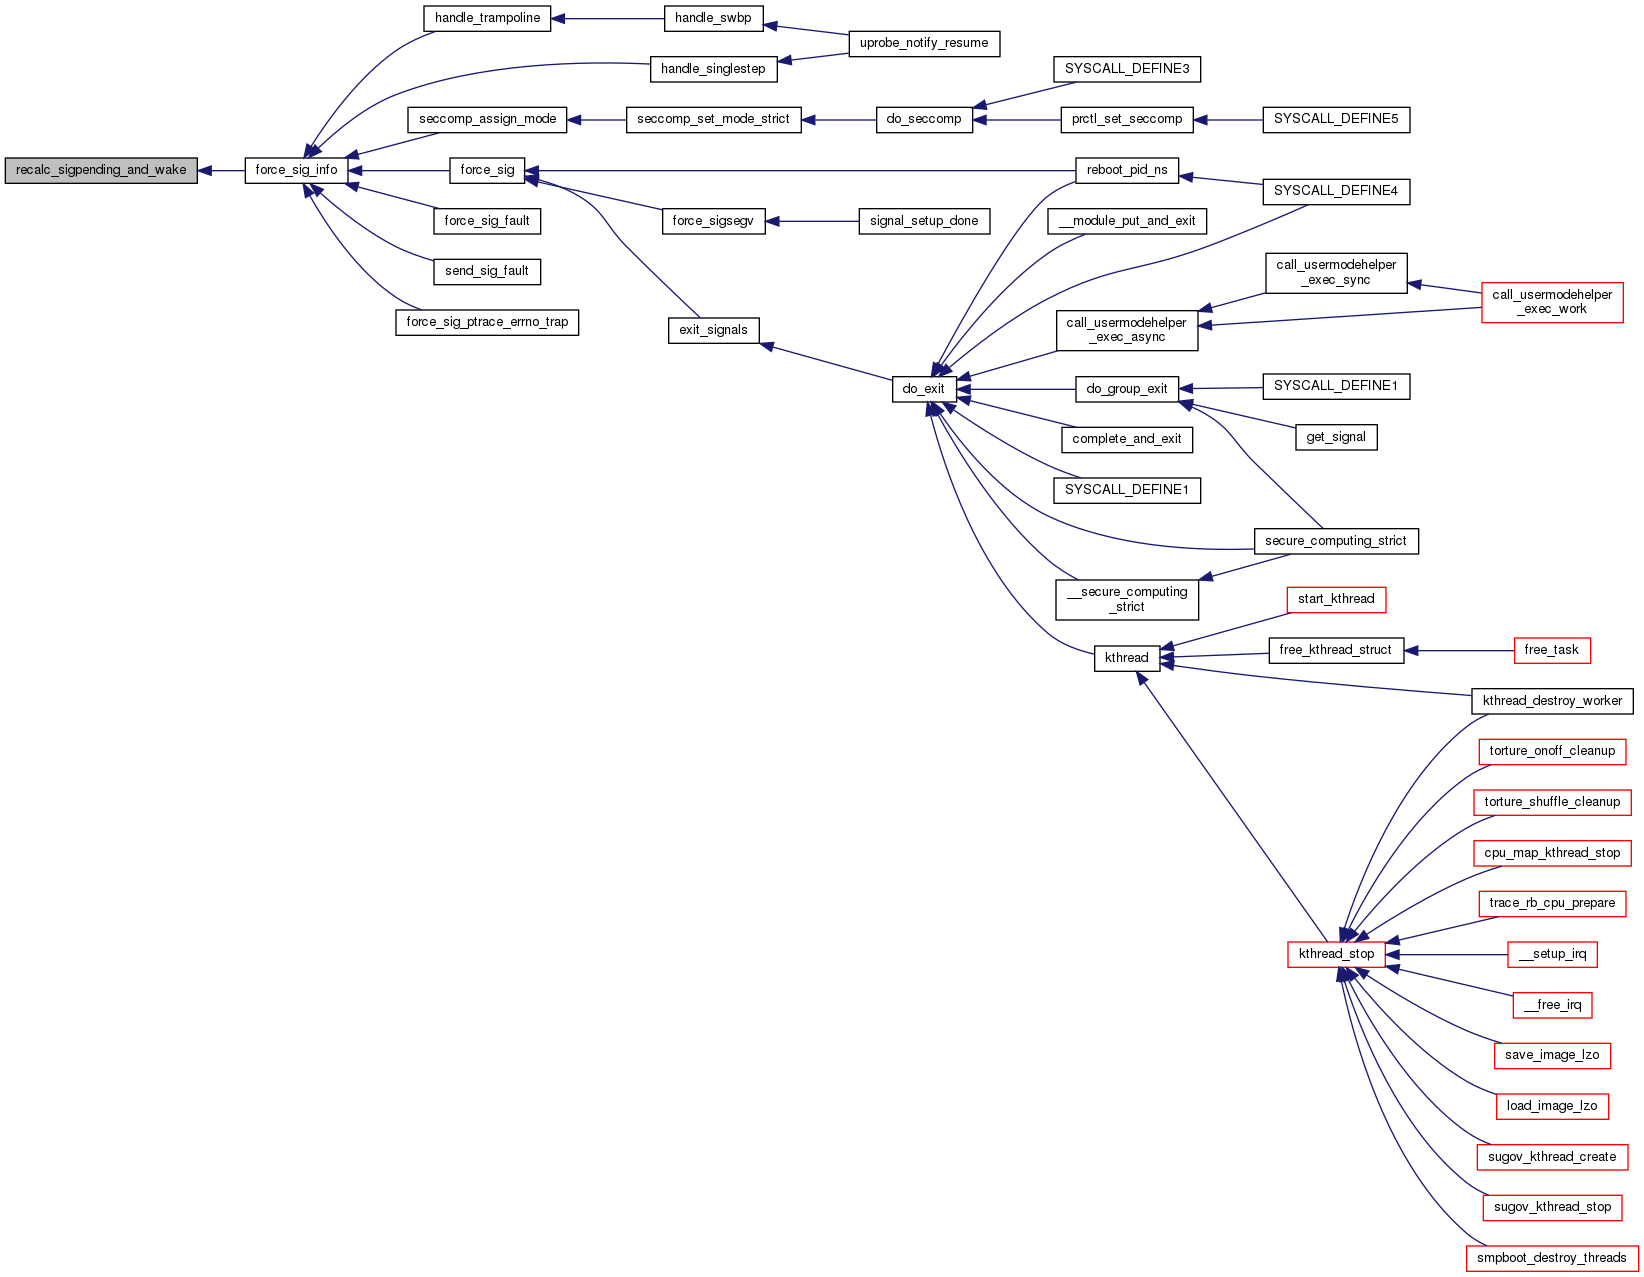 handle_trampoline
handle_swbp
uprobe_notify_resume
handle_singlestep
SYSCALL_DEFINE3
seccomp_assign_mode
seccomp_set_mode_strict
do_seccomp
prctl_set_seccomp
SYSCALL_DEFINE5
recalc_sigpending_and_wake
force_sig_info
force_sig
reboot_pid_ns
SYSCALL_DEFINE4
force_sig_fault
force_sigsegv
signal_setup_done
__module_put_and_exit
send_sig_fault
call_usermodehelper
_exec_sync
call_usermodehelper
_exec_work
force_sig_ptrace_errno_trap
exit_signals
call_usermodehelper
_exec_async
do_exit
do_group_exit
SYSCALL_DEFINE1
complete_and_exit
get_signal
SYSCALL_DEFINE1
secure_computing_strict
__secure_computing
_strict
start_kthread
kthread
free_kthread_struct
free_task
kthread_destroy_worker
torture_onoff_cleanup
torture_shuffle_cleanup
cpu_map_kthread_stop
trace_rb_cpu_prepare
kthread_stop
__setup_irq
__free_irq
save_image_lzo
load_image_lzo
sugov_kthread_create
sugov_kthread_stop
smpboot_destroy_threads